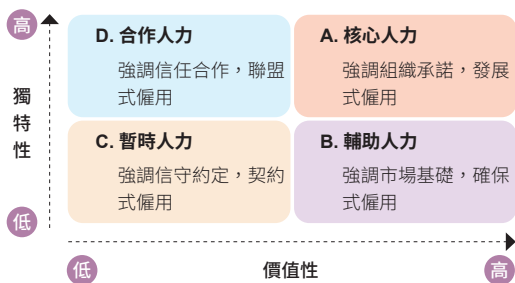 高
D. 合作人力
強調信任合作，聯盟
式僱用
A. 核心人力
強調組織承諾，發展
式僱用
獨
特
性
C. 暫時人力
強調信守約定，契約
式僱用
B. 輔助人力
強調市場基礎，確保
式僱用
低
低
價值性
高